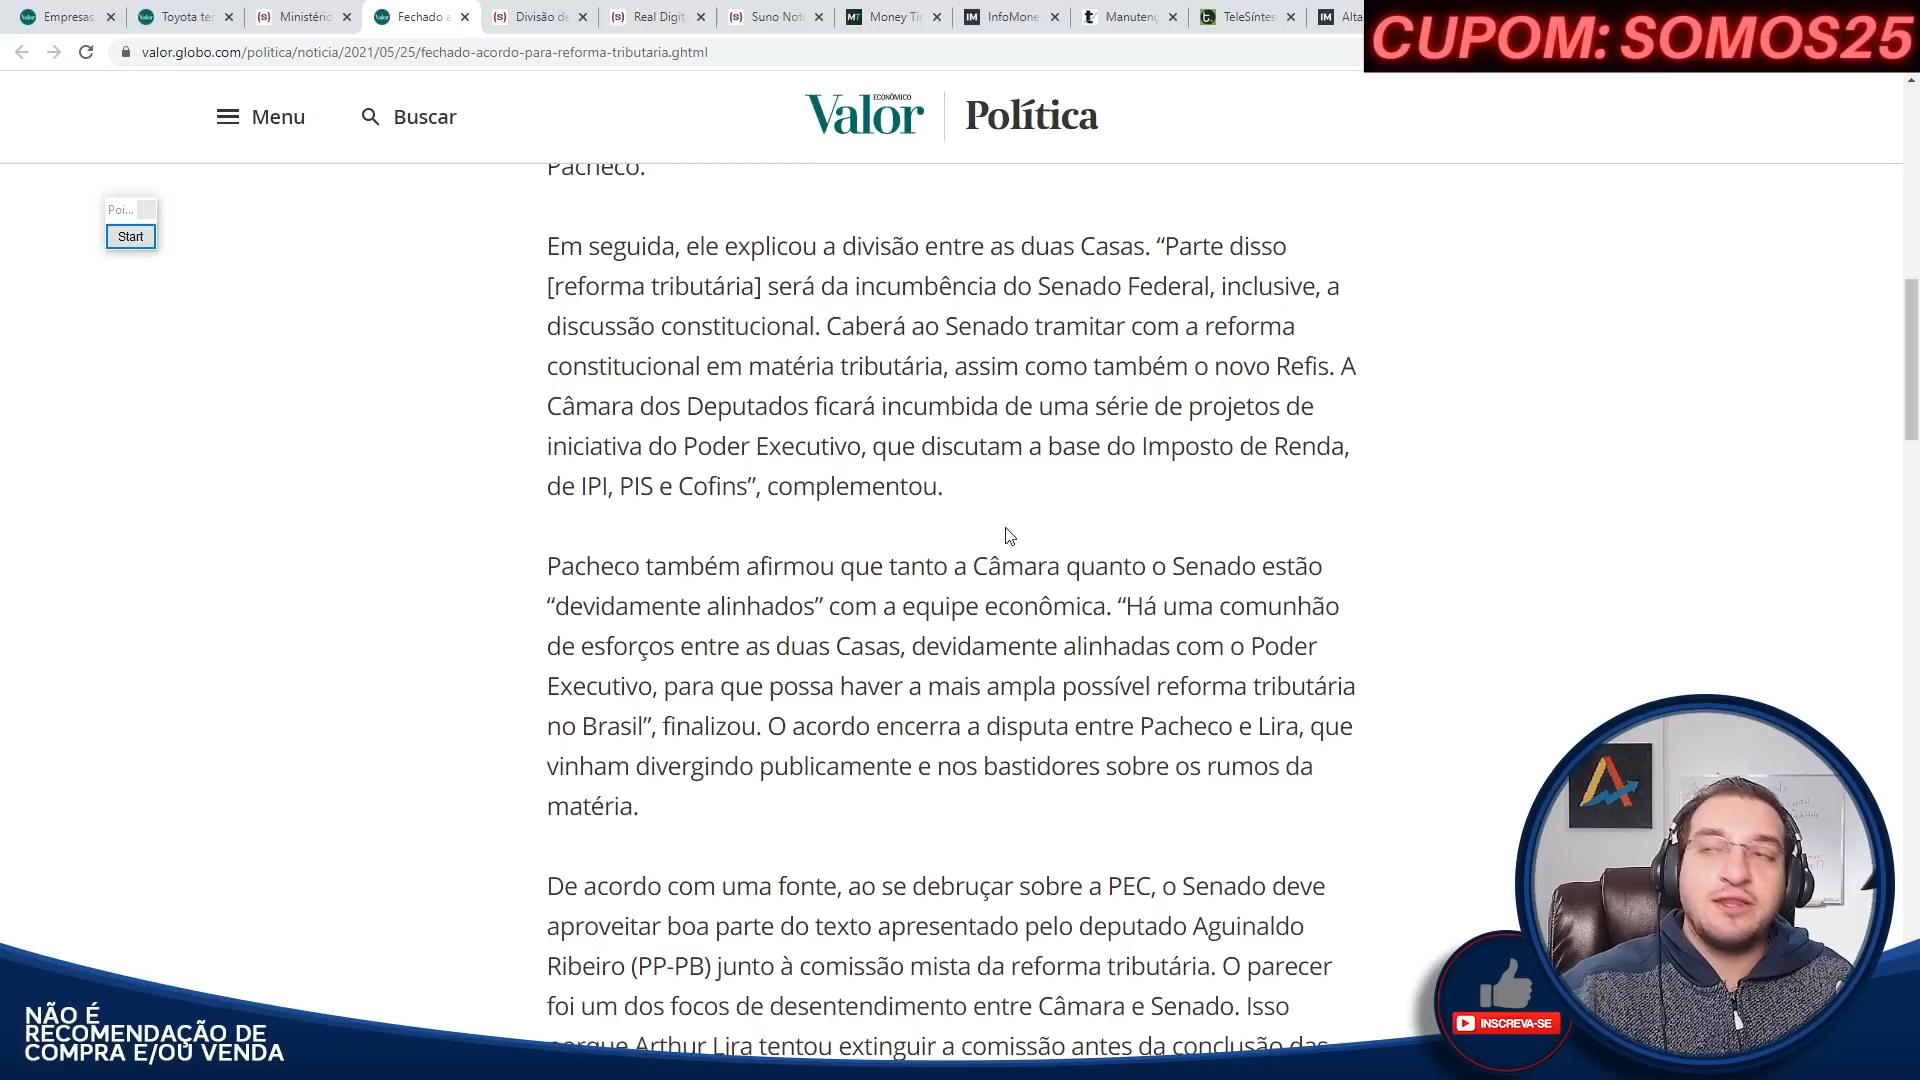 Empresas
Toyota te
Ministério
Fechado a
Divisão de
Real Digit
Suno Not
Money Ti
InfoMone
Manuten
TeleSíntes
Alta
CUPOM: SOMOS25
valor.globo.com/politica/noticia/2021/05/25/fechado-acordo-para-reforma-tributaria.ghtml
Menu
Buscar
Valor ECONÔMICO
Política
Pacheco.
Poi...
Start
Em seguida, ele explicou a divisão entre as duas Casas. “Parte disso
[reforma tributária] será da incumbência do Senado Federal, inclusive, a
discussão constitucional. Caberá ao Senado tramitar com a reforma
constitucional em matéria tributária, assim como também o novo Refis. A
Câmara dos Deputados ficará incumbida de uma série de projetos de
iniciativa do Poder Executivo, que discutam a base do Imposto de Renda,
de IPI, PIS e Cofins”, complementou.
Pacheco também afirmou que tanto a Câmara quanto o Senado estão
“devidamente alinhados” com a equipe econômica. “Há uma comunhão
de esforços entre as duas Casas, devidamente alinhadas com o Poder
Executivo, para que possa haver a mais ampla possível reforma tributária
no Brasil”, finalizou. O acordo encerra a disputa entre Pacheco e Lira, que
vinham divergindo publicamente e nos bastidores sobre os rumos da
matéria.
De acordo com uma fonte, ao se debruçar sobre a PEC, o Senado deve
aproveitar boa parte do texto apresentado pelo deputado Aguinaldo
Ribeiro (PP-PB) junto à comissão mista da reforma tributária. O parecer
foi um dos focos de desentendimento entre Câmara e Senado. Isso
porque Arthur Lira tentou extinguir a comissão antes da conclusão das
INSCREVA-SE
NÃO É
RECOMENDAÇÃO DE
COMPRA E/OU VENDA